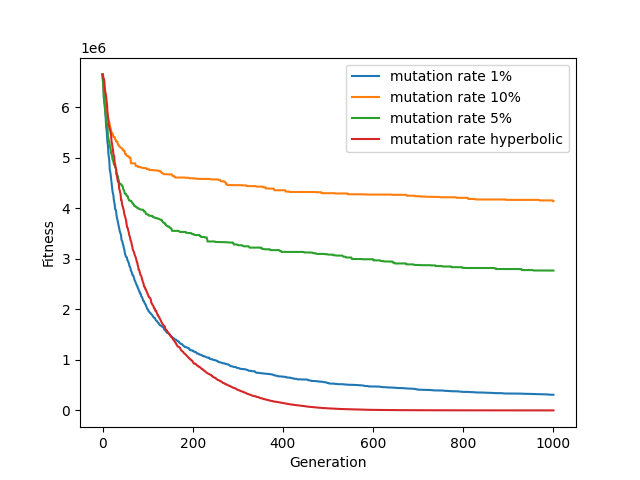 1e6
mutation rate 1%
mutation rate 10%
mutation rate 5%
mutation rate hyperbolic
6
5
4
3
2
1
0
Fitness
0 200 400 600 800 1000
Generation